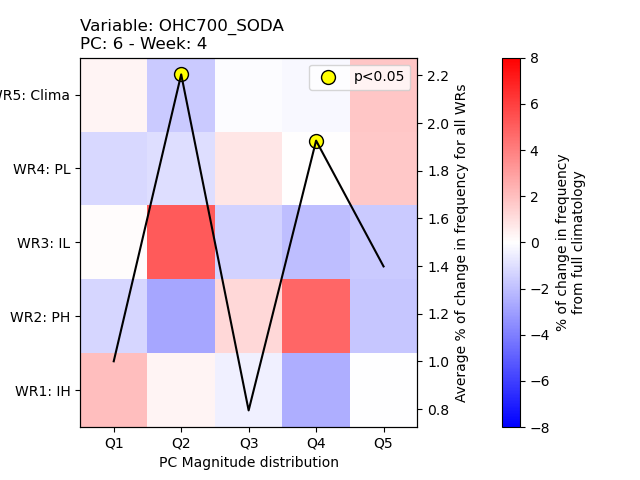 Variable: OHC700_SODA
PC: 6 - Week: 4
p<0.05
WR5: Clima
WR4: PL
WR3: IL
WR2: PH
WR1: IH
Q1 Q2 Q3 Q4 Q5
PC Magnitude distribution
2.2
2.0
1.8
1.6
1.4
1.2
1.0
0.8
Average % of change in frequency for all WRs
8
6
4
2
0
−2
−4
−6
−8
% of change in frequency
from full climatology